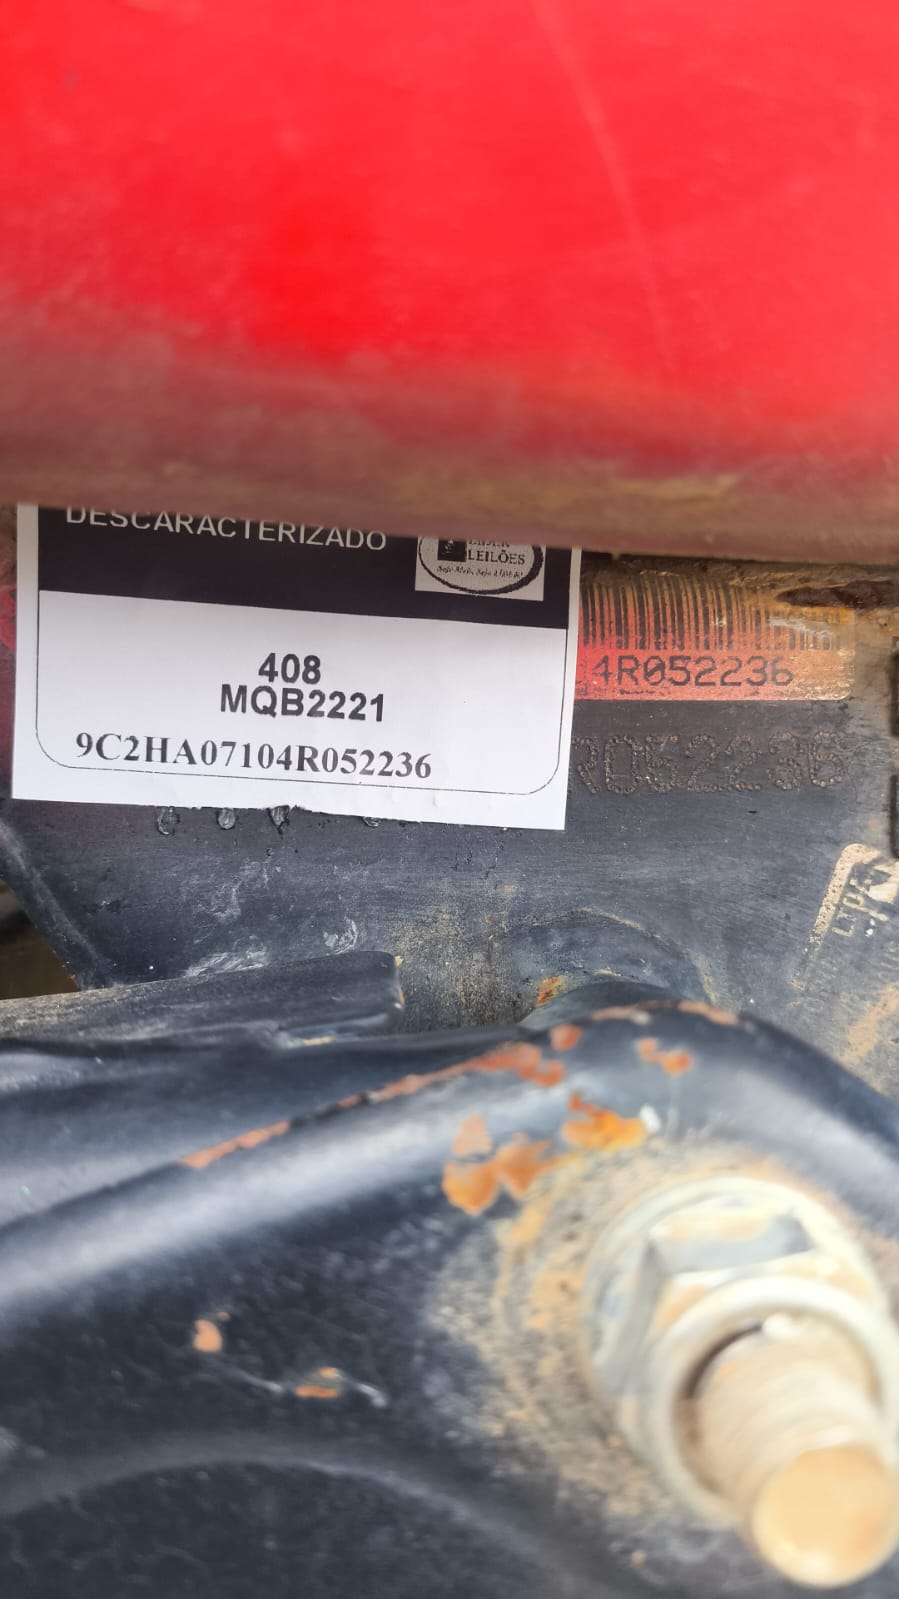 DESCARACTERIZADO
LEILÕES
408
MQB2221
9C2HA07104R052236
4R052236
R052236